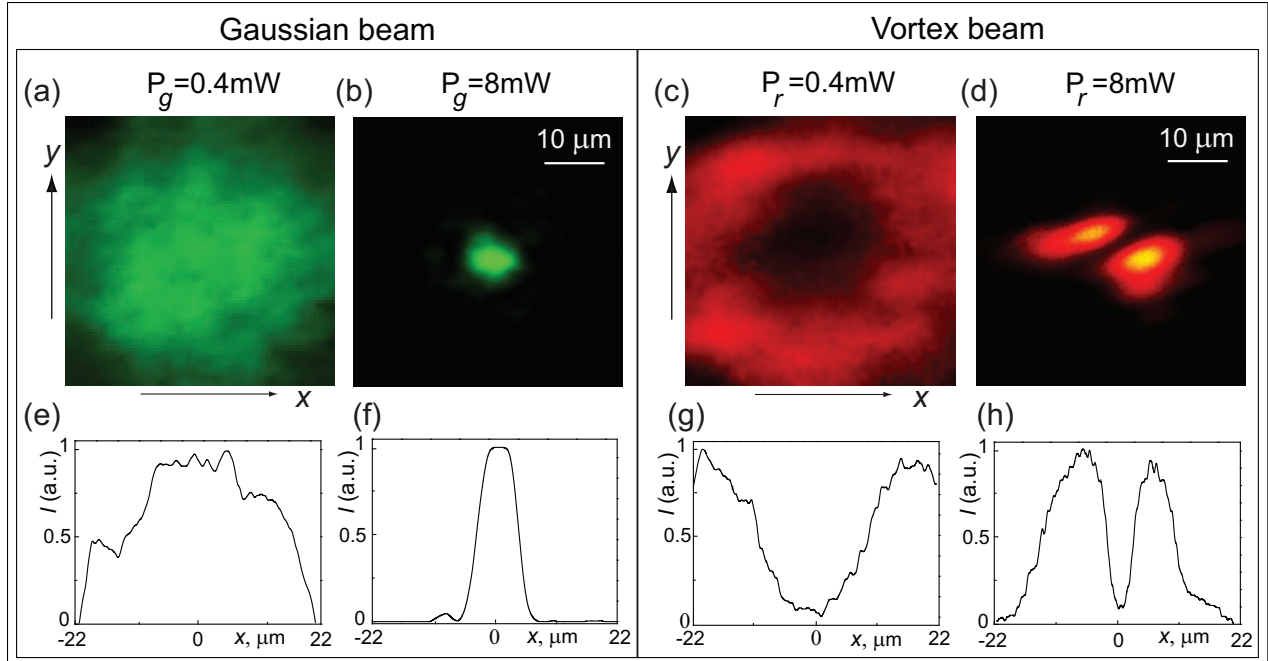 Gaussian beam
Vortex beam
(a) P_g=0.4mW
(b) P_g=8mW
(c) P_r=0.4mW
(d) P_r=8mW
y
10 μm
y
10 μm
x
x
(e)
(f)
(g)
(h)
I (a.u.)
1
0.5
0
-22
0
x, μm
22
I (a.u.)
1
0.5
0
-22
0
x, μm
22
I (a.u.)
1
0.5
0
-22
0
x, μm
22
I (a.u.)
1
0.5
0
-22
0
x, μm
22